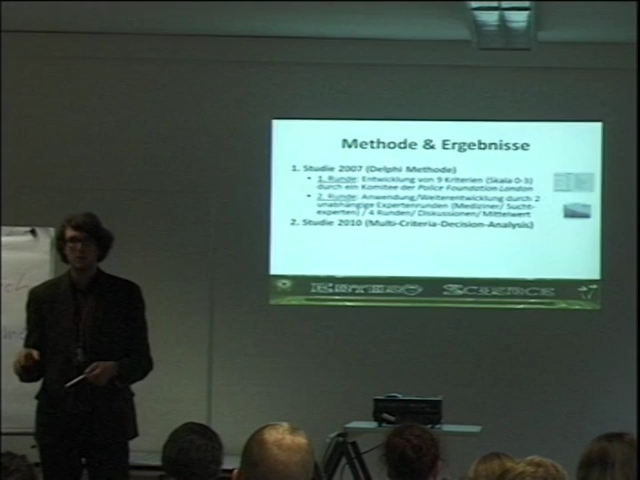 Methode & Ergebnisse
1. Studie 2007 (Delphi Methode)
• 1. Runde: Entwicklung von 9 Kriterien (Skala 0-3)
durch ein Komitee der Police Foundation London
• 2. Runde: Anwendung/Weiterentwicklung durch 2
unabhängige Expertenrunden (Mediziner/ Sucht-
experten) / 4 Runden/ Diskussionen/ Mittelwert
2. Studie 2010 (Multi-Criteria-Decision-Analysis)
Science